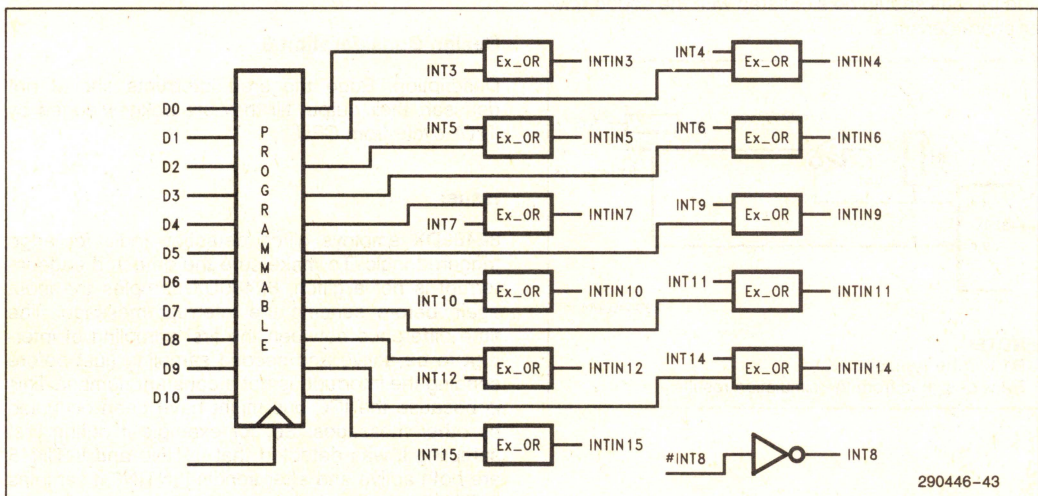 Ex_OR
INTIN3
INT3
INT4
Ex_OR
INTIN4
D0
D1
D2
D3
D4
D5
D6
D7
D8
D9
D10
PROGRAMMABLE
INT5
Ex_OR
INTIN5
INT6
Ex_OR
INTIN6
INT7
Ex_OR
INTIN7
INT9
Ex_OR
INTIN9
INT10
Ex_OR
INTIN10
INT11
Ex_OR
INTIN11
INT12
Ex_OR
INTIN12
INT14
Ex_OR
INTIN14
INT15
Ex_OR
INTIN15
#INT8
INT8
290446-43